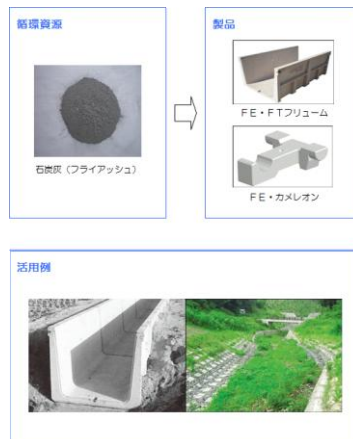 循環資源
石炭灰（フライアッシュ）
製品
ＦＥ・ＦＴフリューム
ＦＥ・カメレオン
活用例